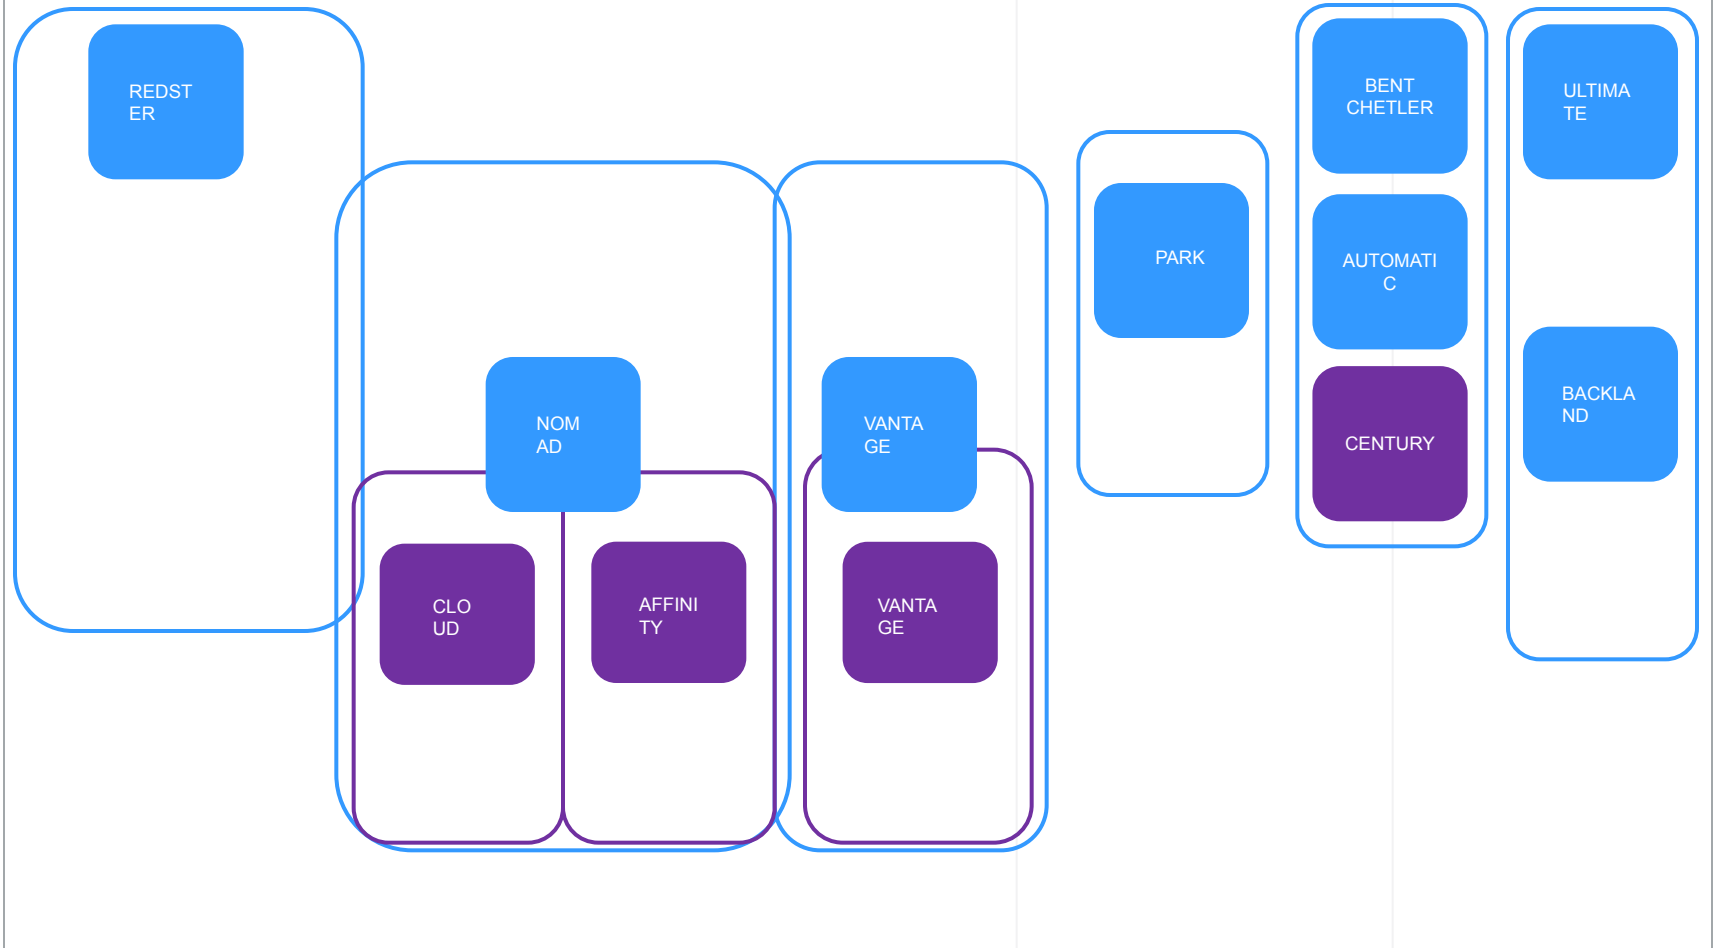 REDST
ER
BENT
CHETLER
ULTIMA
TE
PARK
AUTOMATI
C
NOM
AD
VANTA
GE
CENTURY
BACKLA
ND
CLO
UD
AFFINI
TY
VANTA
GE